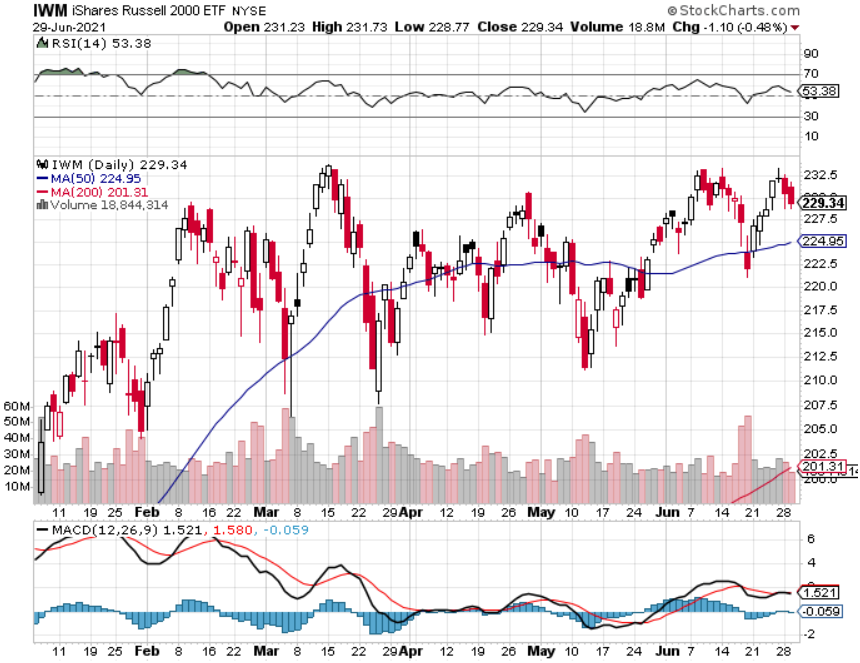 IWM iShares Russell 2000 ETF NYSE © StockCharts.com
29-Jun-2021 Open 231.23 High 231.73 Low 228.77 Close 229.34 Volume 18.8M Chg -1.10 (-0.48%)
RSI(14) 53.38
90
70
53.38
30
10
IWM (Daily) 229.34
MA(50) 224.95
MA(200) 201.31
Volume 18,844,314
232.5
229.34
227.5
224.95
222.5
220.0
217.5
215.0
212.5
210.0
60M 207.5
50M
40M 205.0
30M 202.5
20M 201.31
10M 200.0
11 19 25 Feb 8 16 22 Mar 8 15 22 29 Apr 12 19 26 May 10 17 24 Jun 7 14 21 28
MACD(12,26,9) 1.521, 1.580, -0.059
6
4
1.521
-0.059
-2
11 19 25 Feb 8 16 22 Mar 8 15 22 29 Apr 12 19 26 May 10 17 24 Jun 7 14 21 28